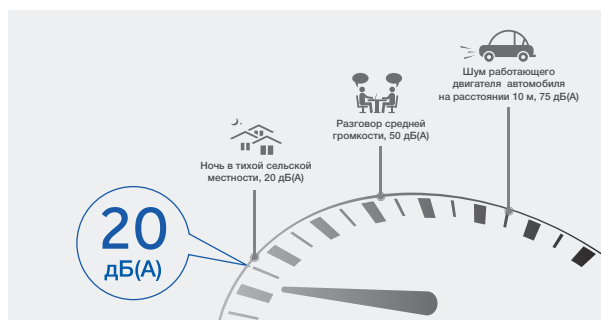 Шум работающего
двигателя автомобиля
на расстоянии 10 м, 75 дБ(А)
Разговор средней
громкости, 50 дБ(А)
Ночь в тихой сельской
местности, 20 дБ(А)
20
дБ(А)